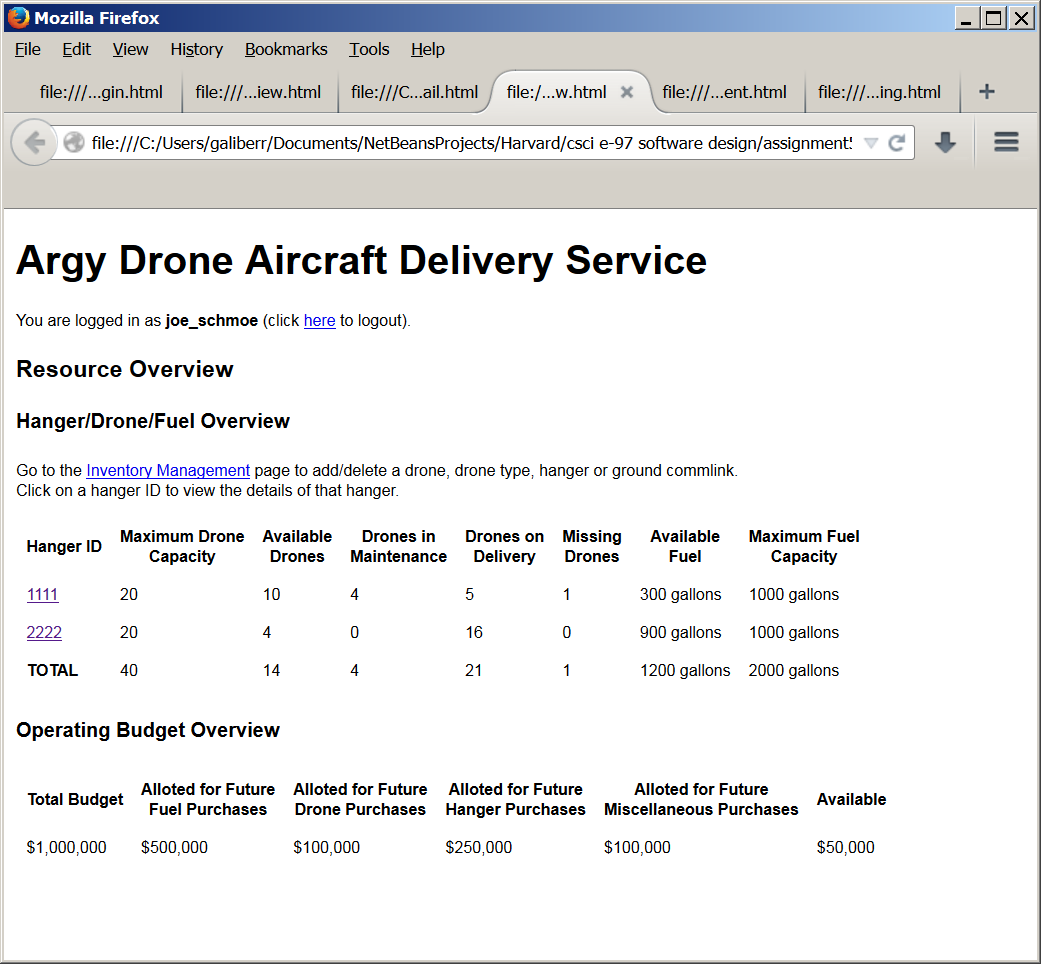 Mozilla Firefox
File Edit View History Bookmarks Tools Help
file:///...gin.html file:///...iew.html file:///C...ail.html file:/...w.html file:///...ent.html file:///...ing.html
file:///C:/Users/galiberr/Documents/NetBeansProjects/Harvard/csci e-97 software design/assignment
Argy Drone Aircraft Delivery Service
You are logged in as joe_schmoe (click here to logout).
Resource Overview
Hanger/Drone/Fuel Overview
Go to the Inventory Management page to add/delete a drone, drone type, hanger or ground commlink.
Click on a hanger ID to view the details of that hanger.
Hanger ID Maximum Drone Capacity Available Drones Drones in Maintenance Drones on Delivery Missing Drones Available Fuel Maximum Fuel Capacity
1111 20 10 4 5 1 300 gallons 1000 gallons
2222 20 4 0 16 0 900 gallons 1000 gallons
TOTAL 40 14 4 21 1 1200 gallons 2000 gallons
Operating Budget Overview
Total Budget Alloted for Future Fuel Purchases Alloted for Future Drone Purchases Alloted for Future Hanger Purchases Alloted for Future Miscellaneous Purchases Available
$1,000,000 $500,000 $100,000 $250,000 $100,000 $50,000